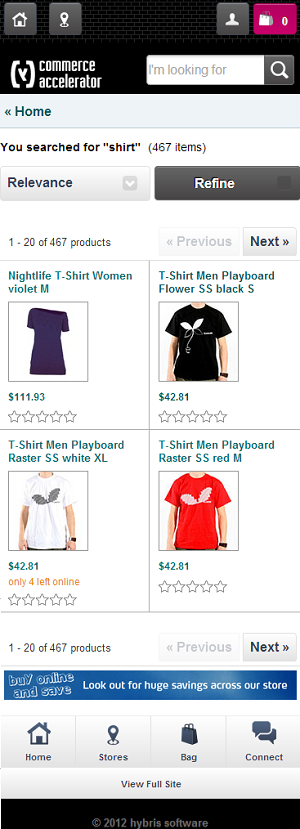 0
commerce
accelerator
I'm looking for
« Home
You searched for "shirt" (467 items)
Relevance
Refine
1 - 20 of 467 products
« Previous
Next »
Nightlife T-Shirt Women
violet M
$111.93
T-Shirt Men Playboard
Flower SS black S
$42.81
T-Shirt Men Playboard
Raster SS white XL
$42.81
only 4 left online
T-Shirt Men Playboard
Raster SS red M
$42.81
1 - 20 of 467 products
« Previous
Next »
buy online
and save
Look out for huge savings across our store
Home
Stores
Bag
Connect
View Full Site
© 2012 hybris software